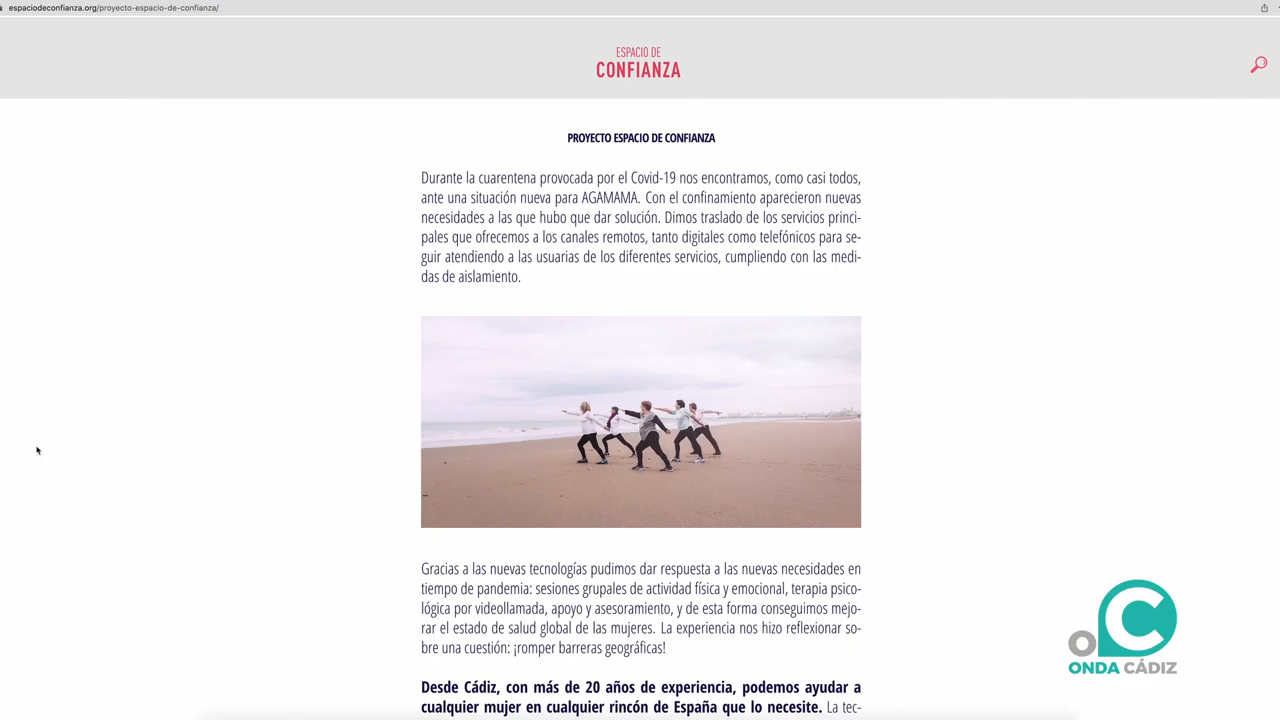 espaciodeconfianza.org/proyecto-espacio-de-confianza/
ESPACIO DE
CONFIANZA
PROYECTO ESPACIO DE CONFIANZA
Durante la cuarentena provocada por el Covid-19 nos encontramos, como casi todos,
ante una situación nueva para AGAMAMA. Con el confinamiento aparecieron nuevas
necesidades a las que hubo que dar solución. Dimos traslado de los servicios princi-
pales que ofrecemos a los canales remotos, tanto digitales como telefónicos para se-
guir atendiendo a las usuarias de los diferentes servicios, cumpliendo con las medi-
das de aislamiento.
Gracias a las nuevas tecnologías pudimos dar respuesta a las nuevas necesidades en
tiempo de pandemia: sesiones grupales de actividad física y emocional, terapia psico-
lógica por videollamada, apoyo y asesoramiento, y de esta forma conseguimos mejo-
rar el estado de salud global de las mujeres. La experiencia nos hizo reflexionar so-
bre una cuestión: ¡romper barreras geográficas!
Desde Cádiz, con más de 20 años de experiencia, podemos ayudar a
cualquier mujer en cualquier rincón de España que lo necesite. La tec-
OC
ONDA CÁDIZ